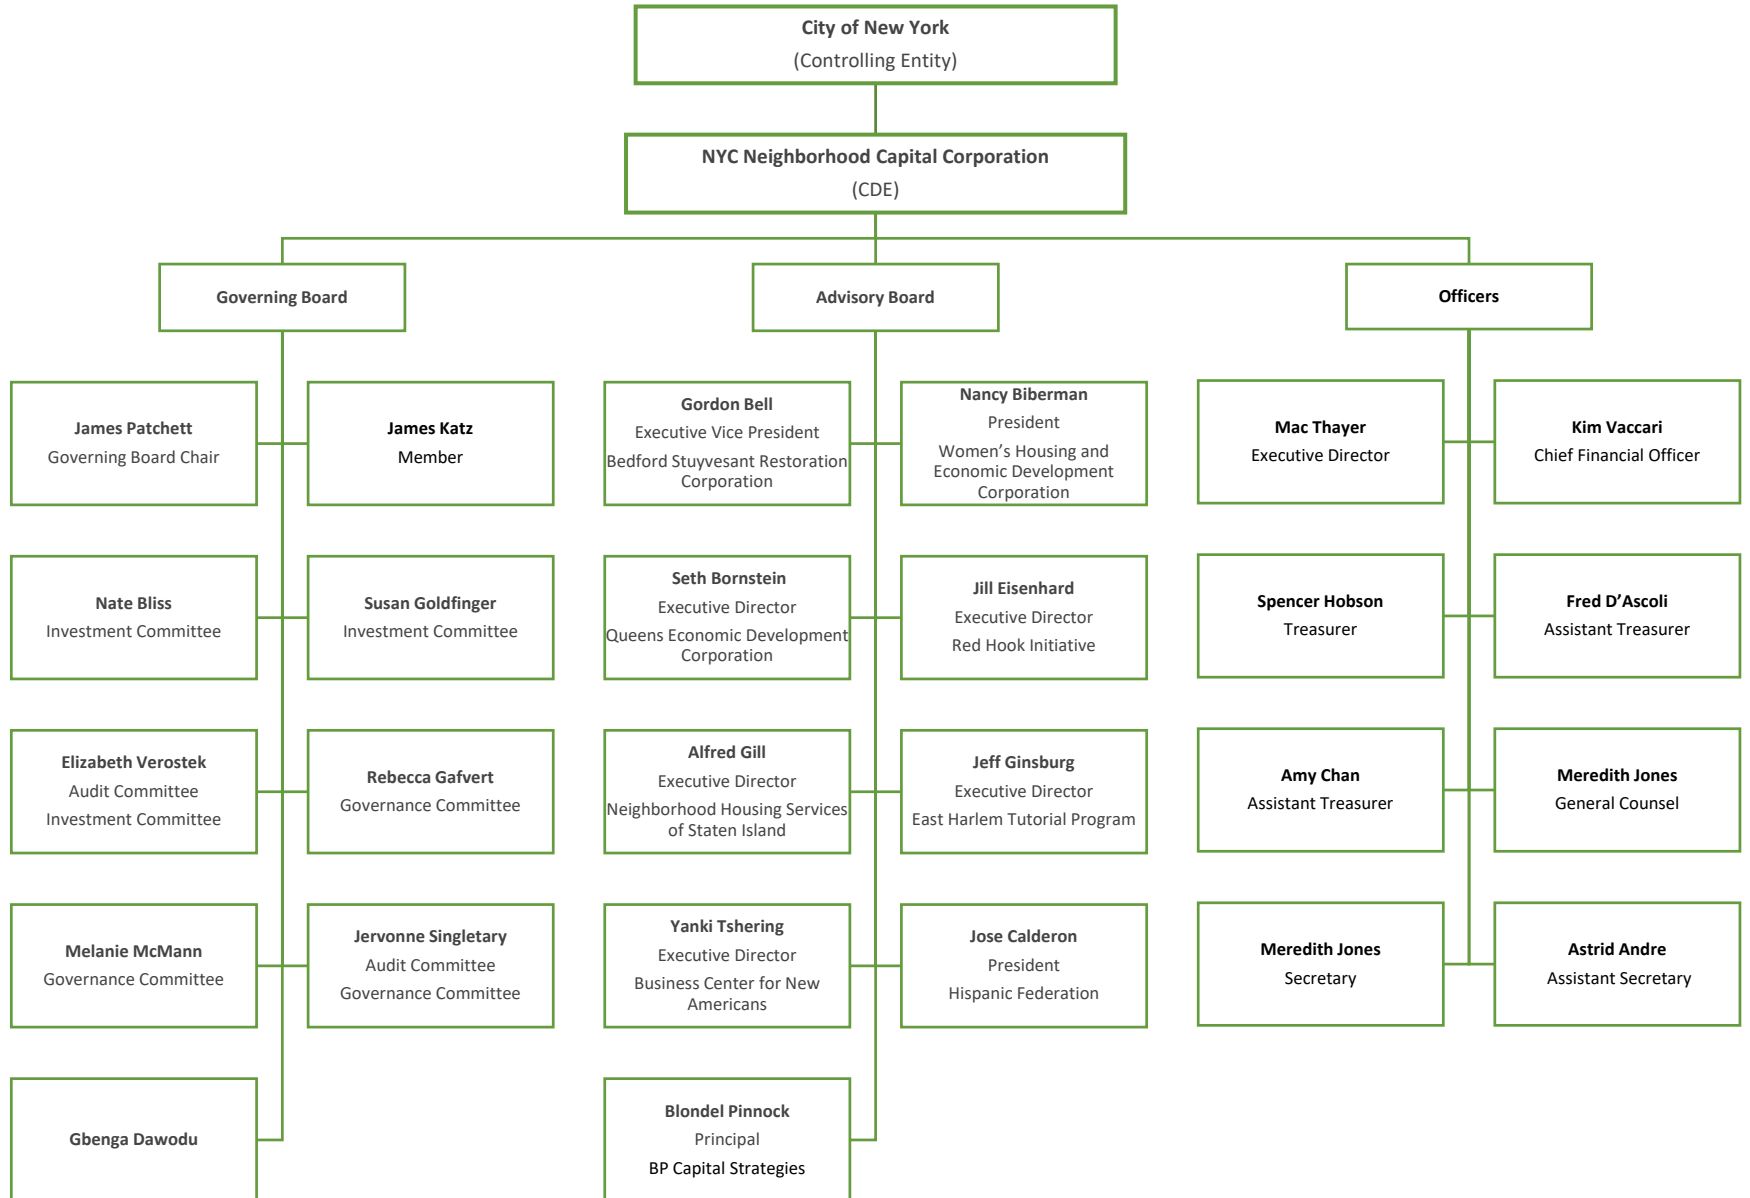 City of New York
(Controlling Entity)
NYC Neighborhood Capital Corporation
(CDE)
Governing Board
Advisory Board
Officers
James Patchett
Governing Board Chair
James Katz
Member
Nate Bliss
Investment Committee
Susan Goldfinger
Investment Committee
Elizabeth Verostek
Audit Committee
Investment Committee
Rebecca Gafvert
Governance Committee
Melanie McMann
Governance Committee
Jervonne Singletary
Audit Committee
Governance Committee
Gbenga Dawodu
Gordon Bell
Executive Vice President
Bedford Stuyvesant Restoration
Corporation
Nancy Biberman
President
Women’s Housing and
Economic Development
Corporation
Seth Bornstein
Executive Director
Queens Economic Development
Corporation
Jill Eisenhard
Executive Director
Red Hook Initiative
Alfred Gill
Executive Director
Neighborhood Housing Services
of Staten Island
Jeff Ginsburg
Executive Director
East Harlem Tutorial Program
Yanki Tshering
Executive Director
Business Center for New
Americans
Jose Calderon
President
Hispanic Federation
Blondel Pinnock
Principal
BP Capital Strategies
Mac Thayer
Executive Director
Kim Vaccari
Chief Financial Officer
Spencer Hobson
Treasurer
Fred D’Ascoli
Assistant Treasurer
Amy Chan
Assistant Treasurer
Meredith Jones
General Counsel
Meredith Jones
Secretary
Astrid Andre
Assistant Secretary